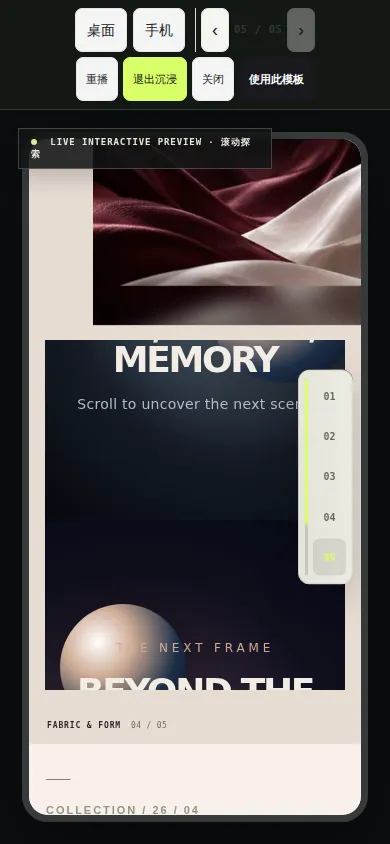 桌面 手机 ‹ 05 / 05 ›
重播 退出沉浸 关闭 使用此模板
LIVE INTERACTIVE PREVIEW · 滚动探
索
MEMORY
Scroll to uncover the next scen
01
02
03
04
05
THE NEXT FRAME
BEYOND THE
FABRIC & FORM 04 / 05
COLLECTION / 26 / 04